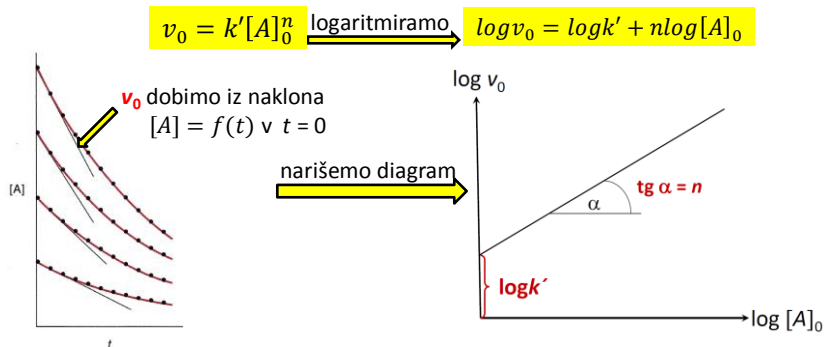 v₀ = k′[A]₀ⁿ
logaritmiramo
logv₀ = logk′ + nlog[A]₀
v₀ dobimo iz naklona
[A] = f(t) v t = 0
[A]
t
narišemo diagram
log v₀
tg α = n
α
logk´
log [A]₀